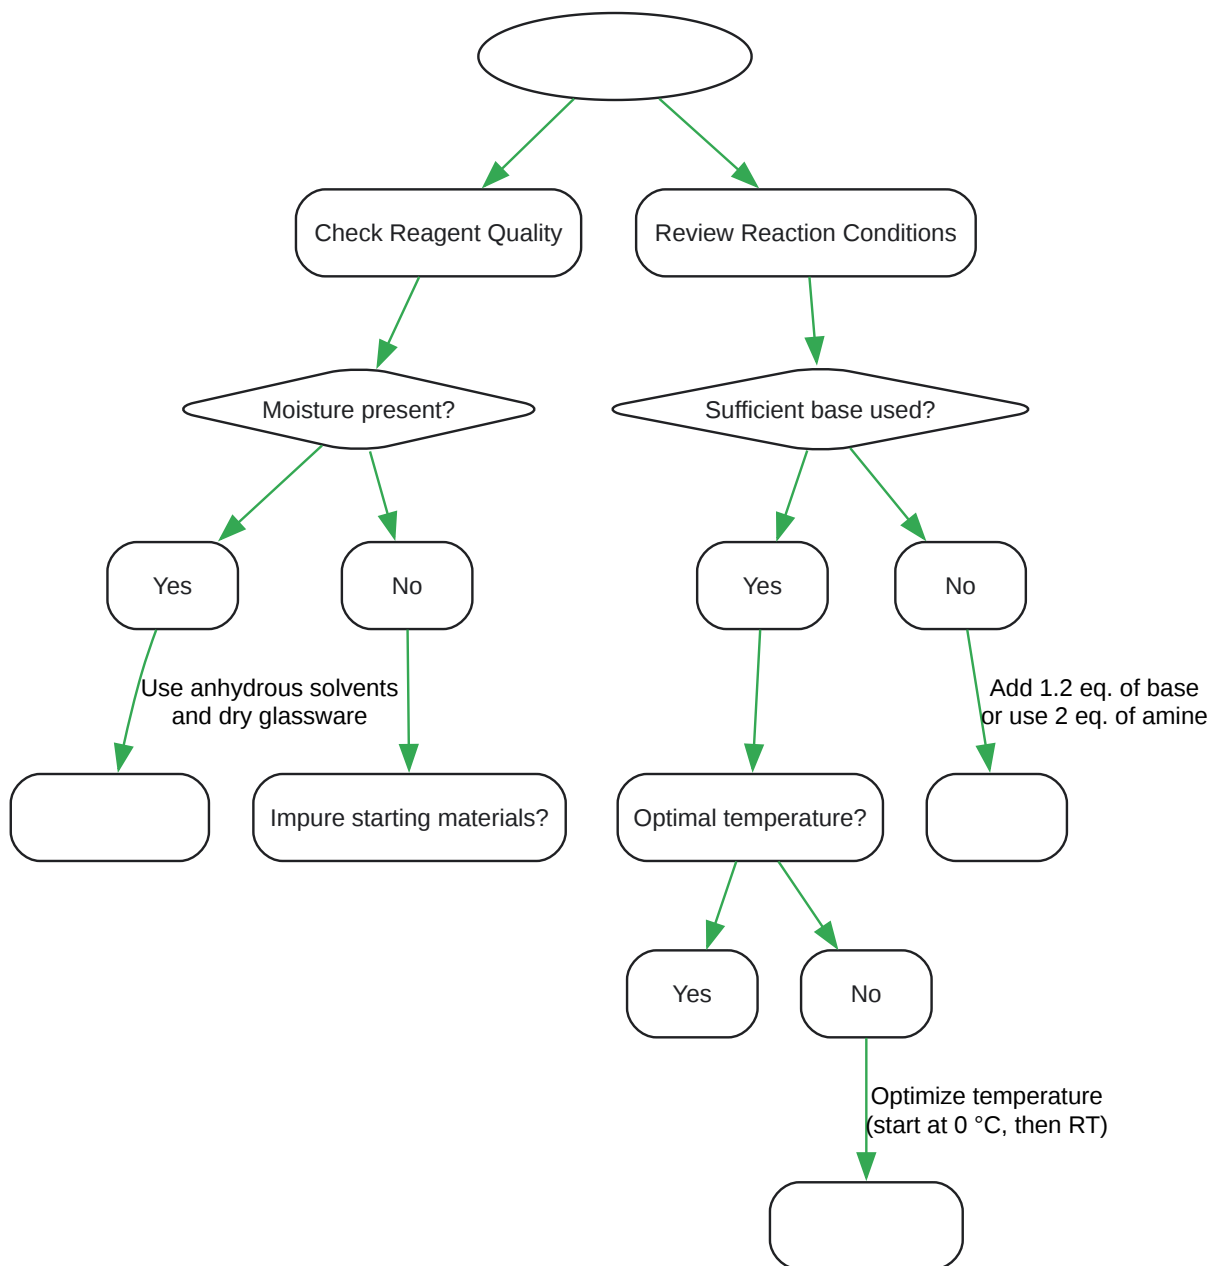 Check Reagent Quality
Review Reaction Conditions
Moisture present?
Sufficient base used?
Yes
No
Yes
No
Use anhydrous solvents
and dry glassware
Add 1.2 eq. of base
or use 2 eq. of amine
Impure starting materials?
Optimal temperature?
Yes
No
Optimize temperature
(start at 0 °C, then RT)